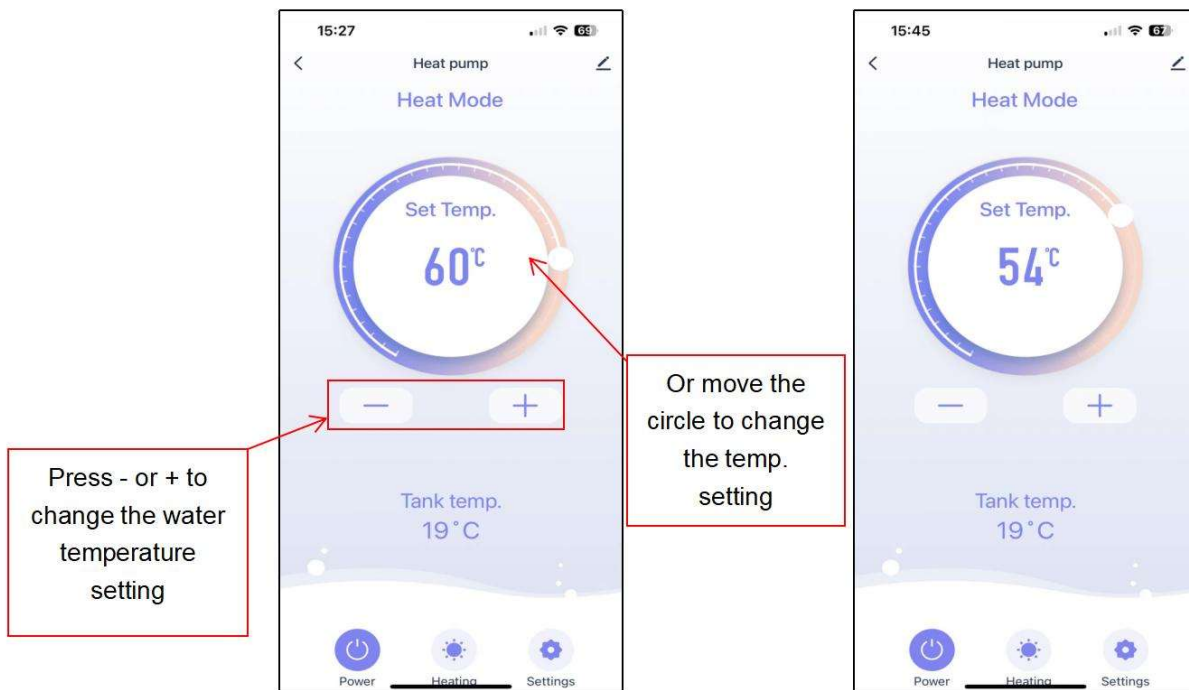 15:27
69
Heat pump
Heat Mode
Set Temp.
60℃
Tank temp.
19˚C
Power
Heating
Settings
Press - or + to
change the water
temperature
setting
Or move the
circle to change
the temp.
setting
15:45
67
Heat pump
Heat Mode
Set Temp.
54℃
Tank temp.
19˚C
Power
Heating
Settings